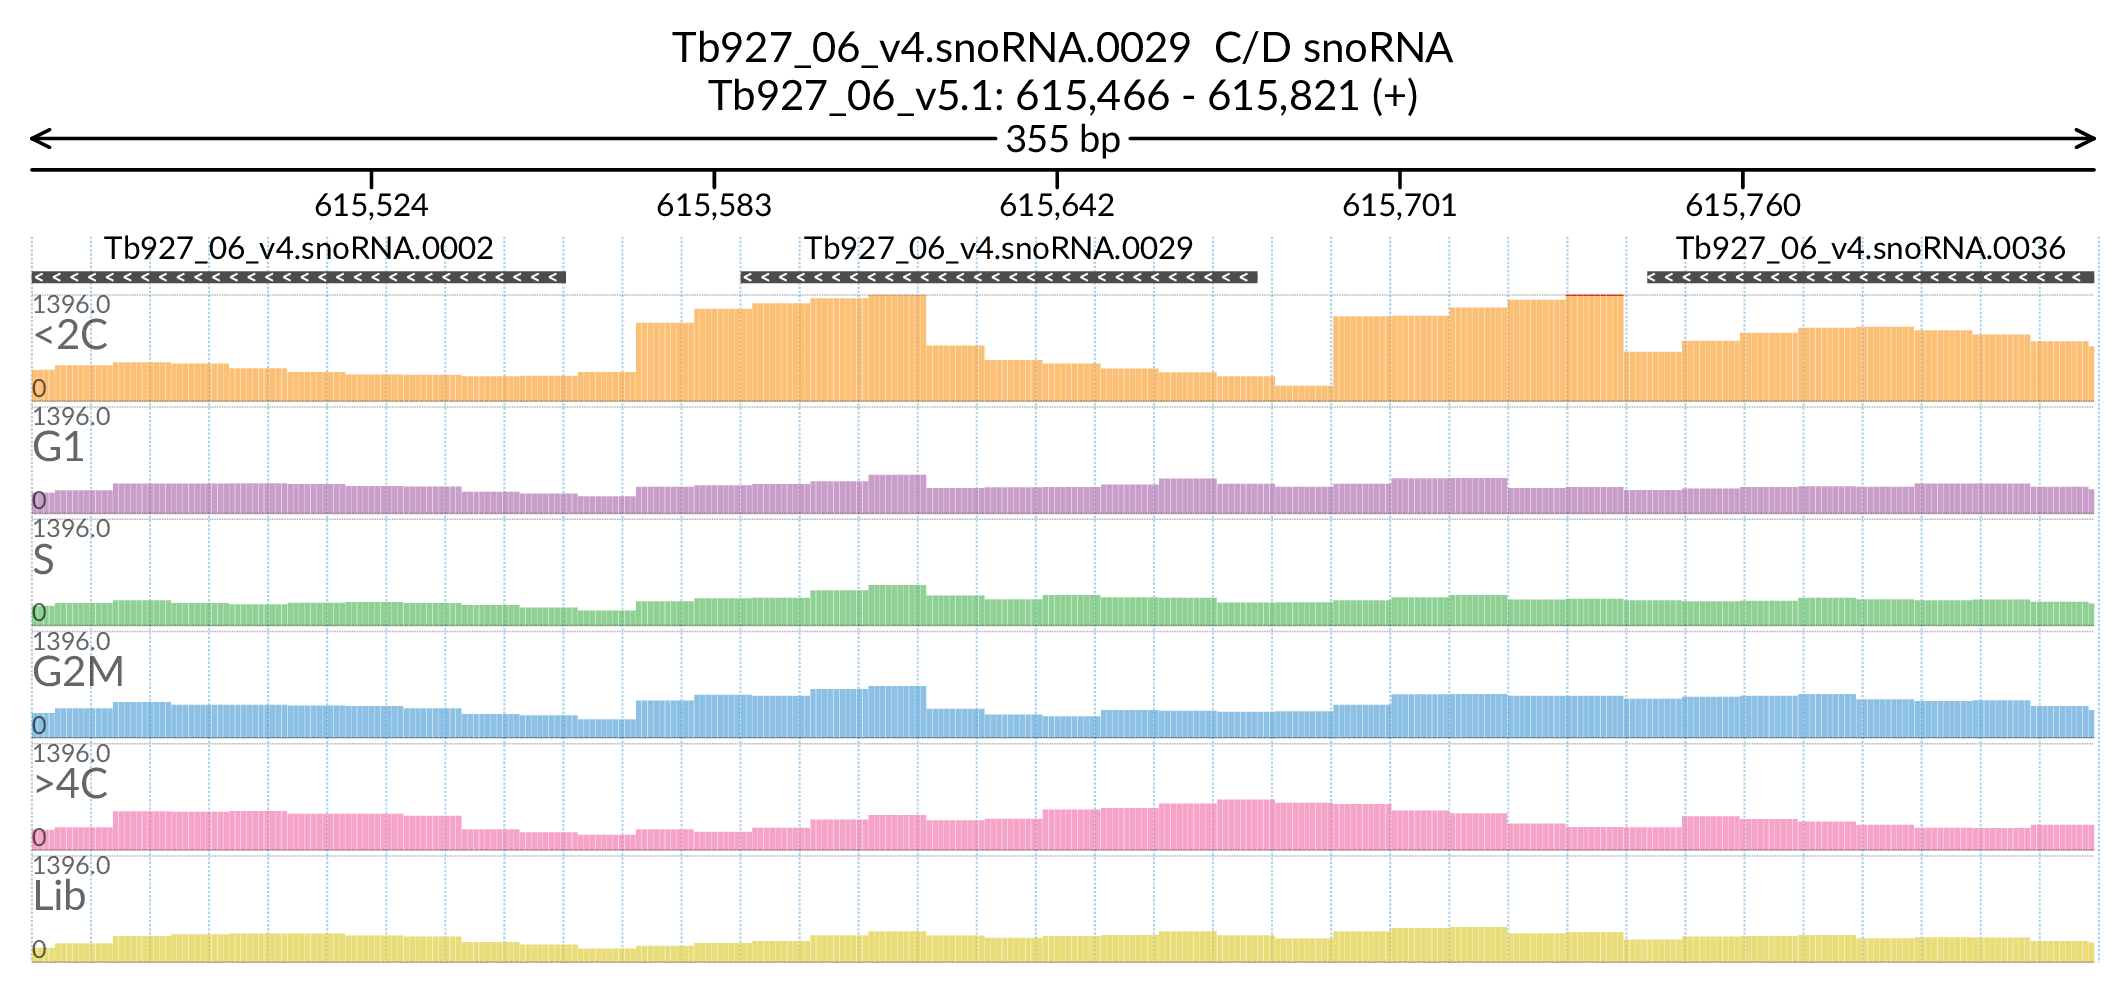 Tb927_06_v4.snoRNA.0029  C/D snoRNA
Tb927_06_v5.1: 615,466 - 615,821 (+)
355 bp
615,524 615,583 615,642 615,701 615,760
Tb927_06_v4.snoRNA.0002 Tb927_06_v4.snoRNA.0029 Tb927_06_v4.snoRNA.0036
1396.0
<2C
0
1396.0
G1
0
1396.0
S
0
1396.0
G2M
0
1396.0
>4C
0
1396.0
Lib
0